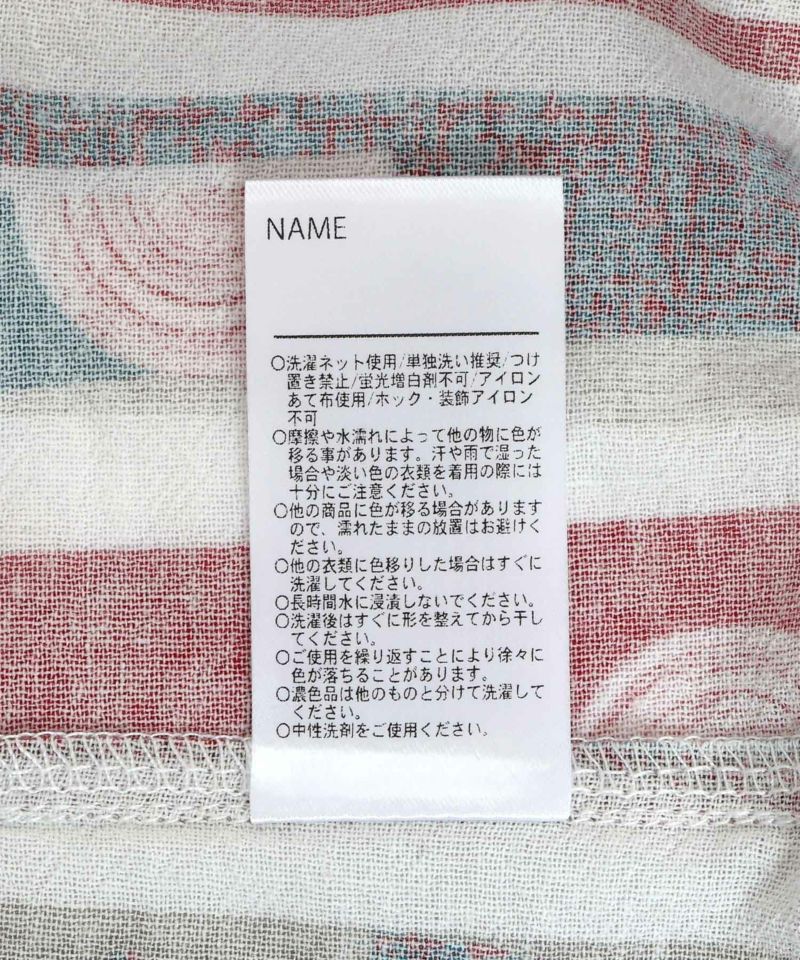 NAME
○洗濯ネット使用/単独洗い推奨/つけ
置き禁止/蛍光増白剤不可/アイロン
あて布使用/ホック・装飾アイロン
不可
○摩擦や水濡れによって他の物に色が
移る事があります。汗や雨で湿った
場合や淡い色の衣類を着用の際には
十分にご注意ください。
○他の商品に色が移る場合があります
ので、濡れたままの放置はお避けく
ださい。
○他の衣類に色移りした場合はすぐに
洗濯してください。
○長時間水に浸漬しないでください。
○洗濯後はすぐに形を整えてから干し
てください。
○ご使用を繰り返すことにより徐々に
色が落ちることがあります。
○濃色品は他のものと分けて洗濯して
ください。
○中性洗剤をご使用ください。